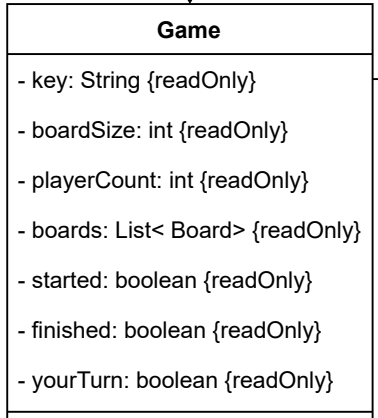 Game
- key: String {readOnly}
- boardSize: int {readOnly}
- playerCount: int {readOnly}
- boards: List< Board> {readOnly}
- started: boolean {readOnly}
- finished: boolean {readOnly}
- yourTurn: boolean {readOnly}